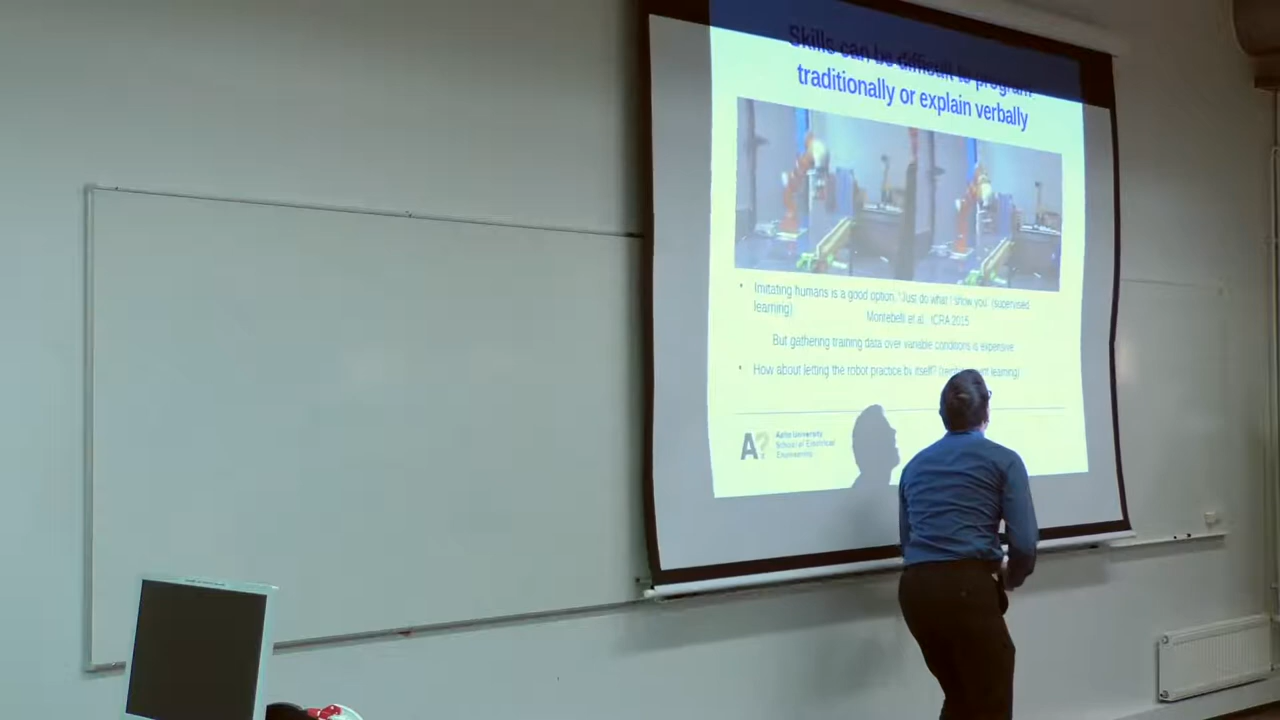 Skills can be difficult to program
traditionally or explain verbally
• Imitating humans is a good option. "Just do what I show you" (supervised
learning) Montebelli et al. ICRA 2015
But gathering training data over variable conditions is expensive
• How about letting the robot practice by itself? (reinforcement learning)
A?
Aalto University
School of Electrical
Engineering